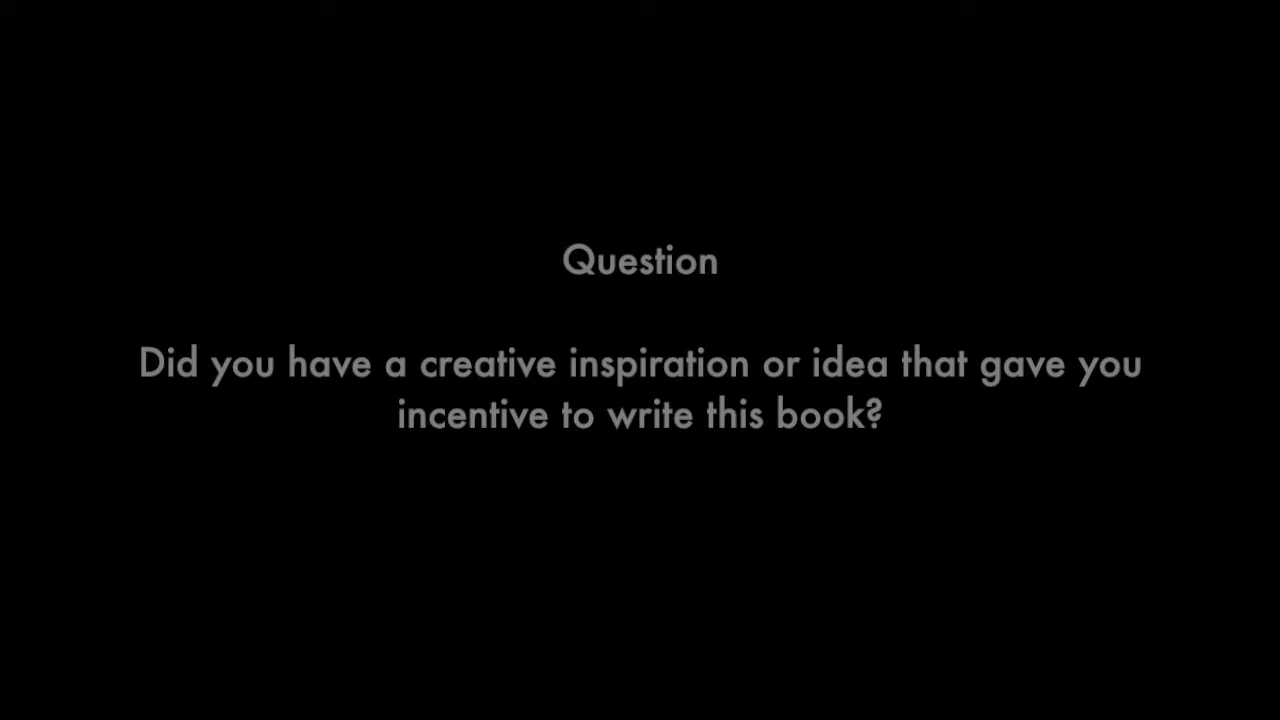 Question
Did you have a creative inspiration or idea that gave you
incentive to write this book?